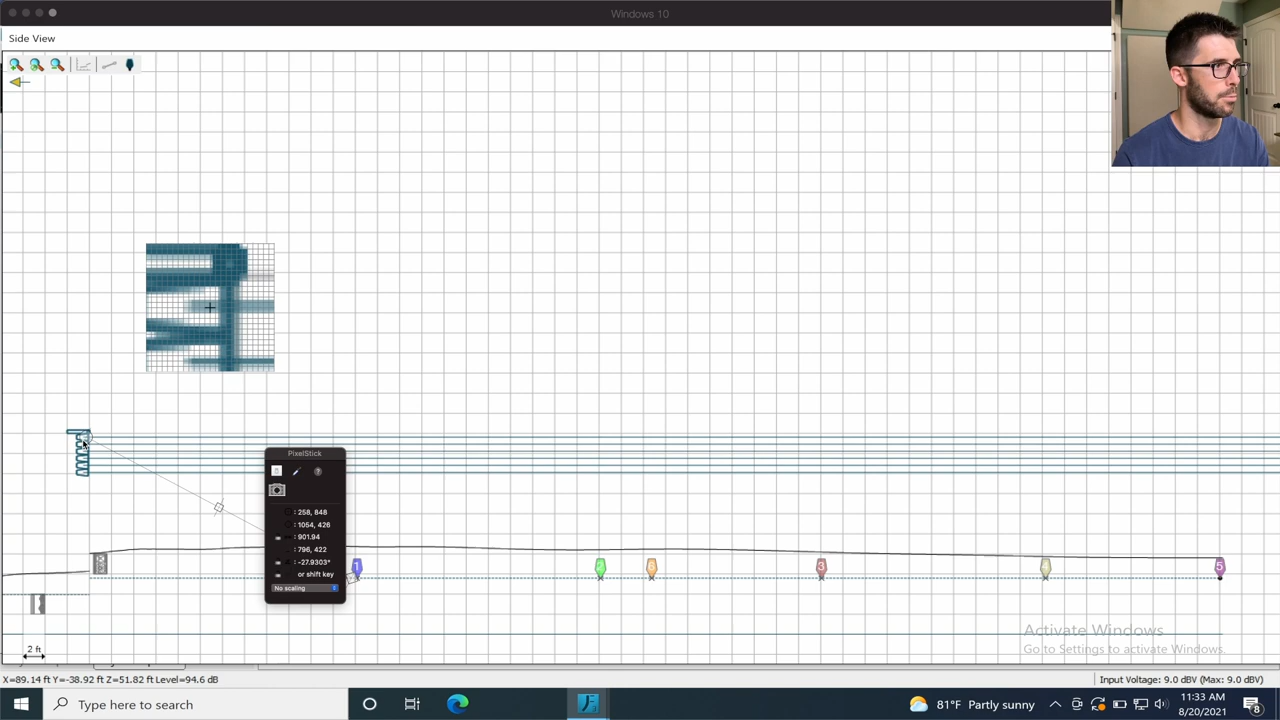 Windows 10
Side View
PixelStick
: 258, 848
: 1054, 426
: 901.94
: 796, 422
: -27.9303°
or shift key
No scaling
1
3
4
5
2 ft
Activate Windows
Go to Settings to activate Windows.
X=89.14 ft Y=-38.92 ft Z=51.82 ft Level=94.6 dB
Input Voltage: 9.0 dBV (Max: 9.0 dBV)
Type here to search
81°F Partly sunny
11:33 AM
8/20/2021
8